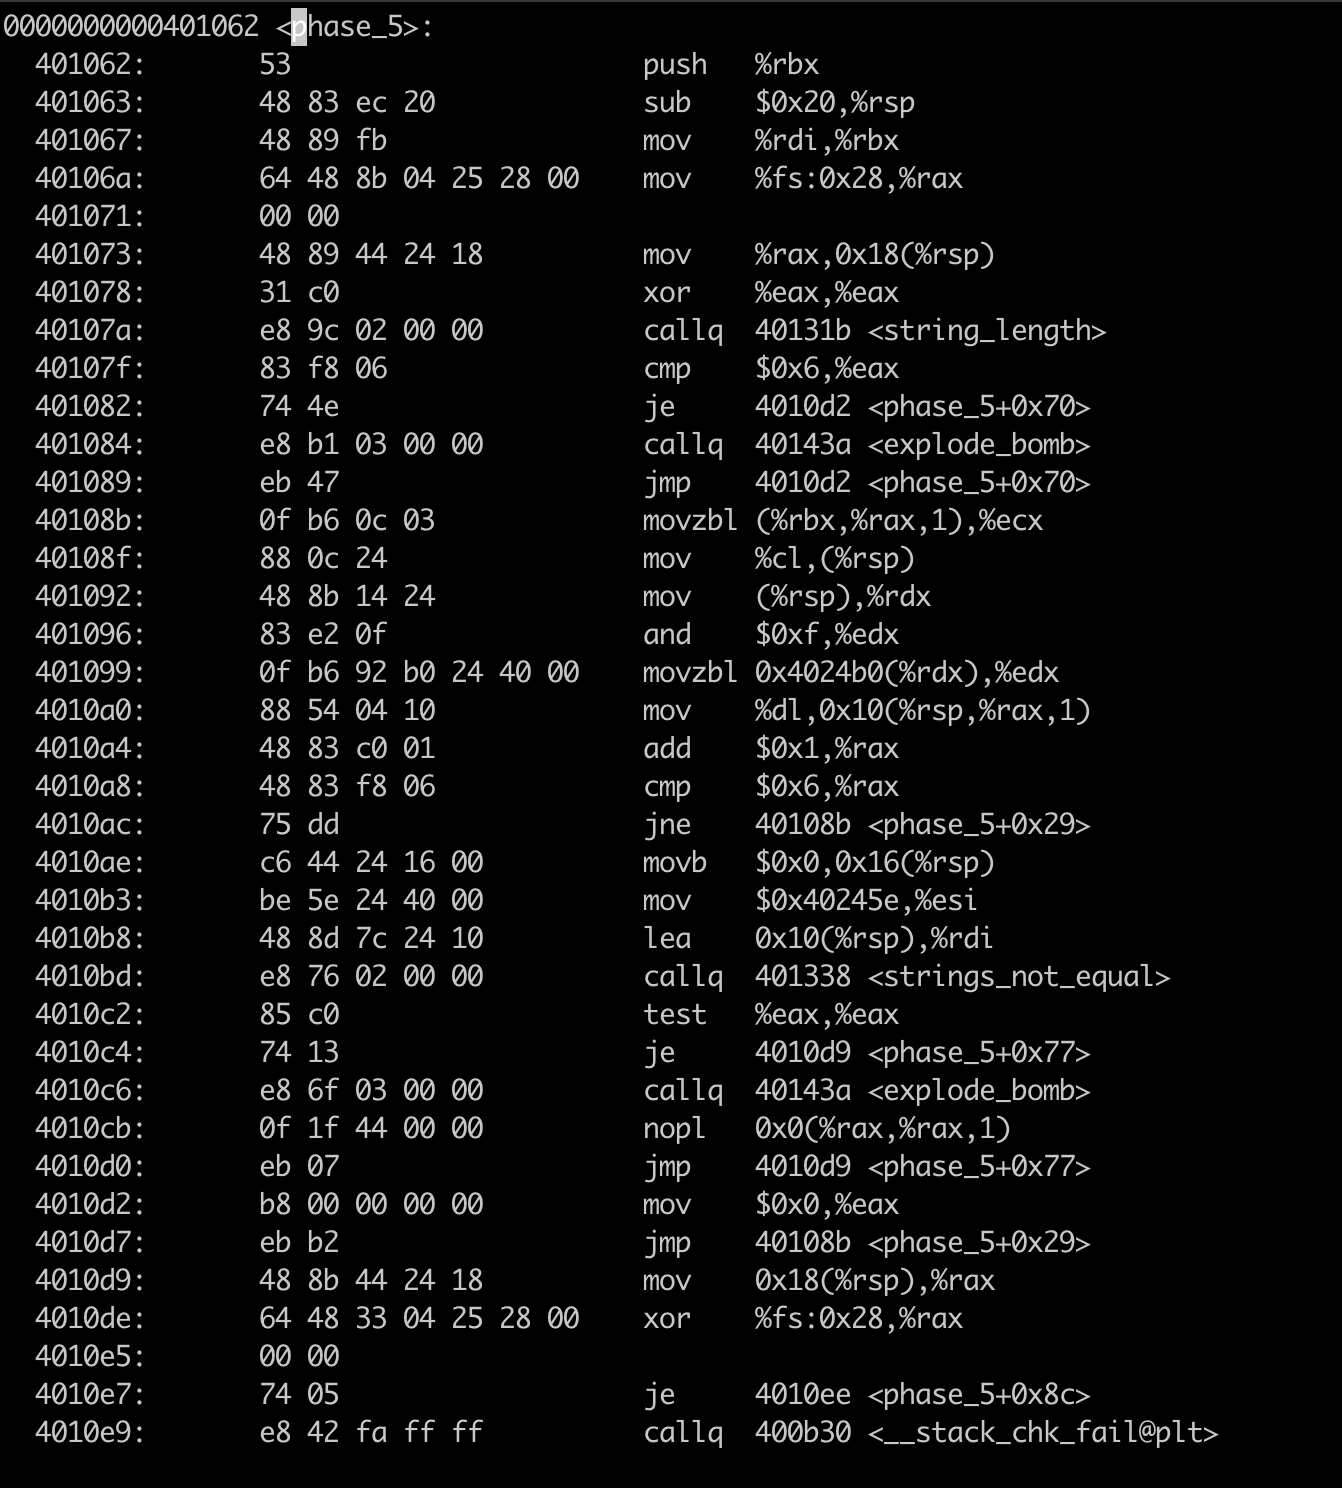 0000000000401062 <phase_5>:
401062: 53 push %rbx
401063: 48 83 ec 20 sub $0x20,%rsp
401067: 48 89 fb mov %rdi,%rbx
40106a: 64 48 8b 04 25 28 00 mov %fs:0x28,%rax
401071: 00 00
401073: 48 89 44 24 18 mov %rax,0x18(%rsp)
401078: 31 c0 xor %eax,%eax
40107a: e8 9c 02 00 00 callq 40131b <string_length>
40107f: 83 f8 06 cmp $0x6,%eax
401082: 74 4e je 4010d2 <phase_5+0x70>
401084: e8 b1 03 00 00 callq 40143a <explode_bomb>
401089: eb 47 jmp 4010d2 <phase_5+0x70>
40108b: 0f b6 0c 03 movzbl (%rbx,%rax,1),%ecx
40108f: 88 0c 24 mov %cl,(%rsp)
401092: 48 8b 14 24 mov (%rsp),%rdx
401096: 83 e2 0f and $0xf,%edx
401099: 0f b6 92 b0 24 40 00 movzbl 0x4024b0(%rdx),%edx
4010a0: 88 54 04 10 mov %dl,0x10(%rsp,%rax,1)
4010a4: 48 83 c0 01 add $0x1,%rax
4010a8: 48 83 f8 06 cmp $0x6,%rax
4010ac: 75 dd jne 40108b <phase_5+0x29>
4010ae: c6 44 24 16 00 movb $0x0,0x16(%rsp)
4010b3: be 5e 24 40 00 mov $0x40245e,%esi
4010b8: 48 8d 7c 24 10 lea 0x10(%rsp),%rdi
4010bd: e8 76 02 00 00 callq 401338 <strings_not_equal>
4010c2: 85 c0 test %eax,%eax
4010c4: 74 13 je 4010d9 <phase_5+0x77>
4010c6: e8 6f 03 00 00 callq 40143a <explode_bomb>
4010cb: 0f 1f 44 00 00 nopl 0x0(%rax,%rax,1)
4010d0: eb 07 jmp 4010d9 <phase_5+0x77>
4010d2: b8 00 00 00 00 mov $0x0,%eax
4010d7: eb b2 jmp 40108b <phase_5+0x29>
4010d9: 48 8b 44 24 18 mov 0x18(%rsp),%rax
4010de: 64 48 33 04 25 28 00 xor %fs:0x28,%rax
4010e5: 00 00
4010e7: 74 05 je 4010ee <phase_5+0x8c>
4010e9: e8 42 fa ff ff callq 400b30 <__stack_chk_fail@plt>